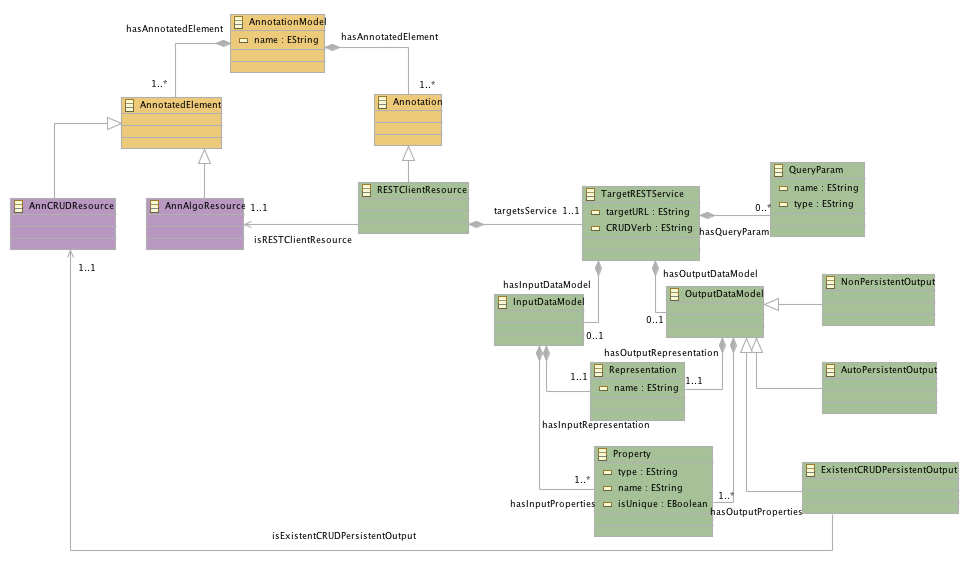 AnnotationModel
name : EString
hasAnnotatedElement
hasAnnotatedElement
1..*
1..*
AnnotatedElement
Annotation
AnnCRUDResource
AnnAlgoResource
1..1
isRESTClientResource
RESTClientResource
targetsService
1..1
TargetRESTService
targetURL : EString
CRUDVerb : EString
QueryParam
name : EString
type : EString
0..*
hasQueryParam
1..1
hasInputDataModel
hasOutputDataModel
InputDataModel
0..1
OutputDataModel
0..1
NonPersistentOutput
hasOutputRepresentation
Representation
name : EString
1..1
1..1
AutoPersistentOutput
hasInputRepresentation
Property
type : EString
name : EString
isUnique : EBoolean
1..*
hasInputProperties
1..*
hasOutputProperties
ExistentCRUDPersistentOutput
isExistentCRUDPersistentOutput